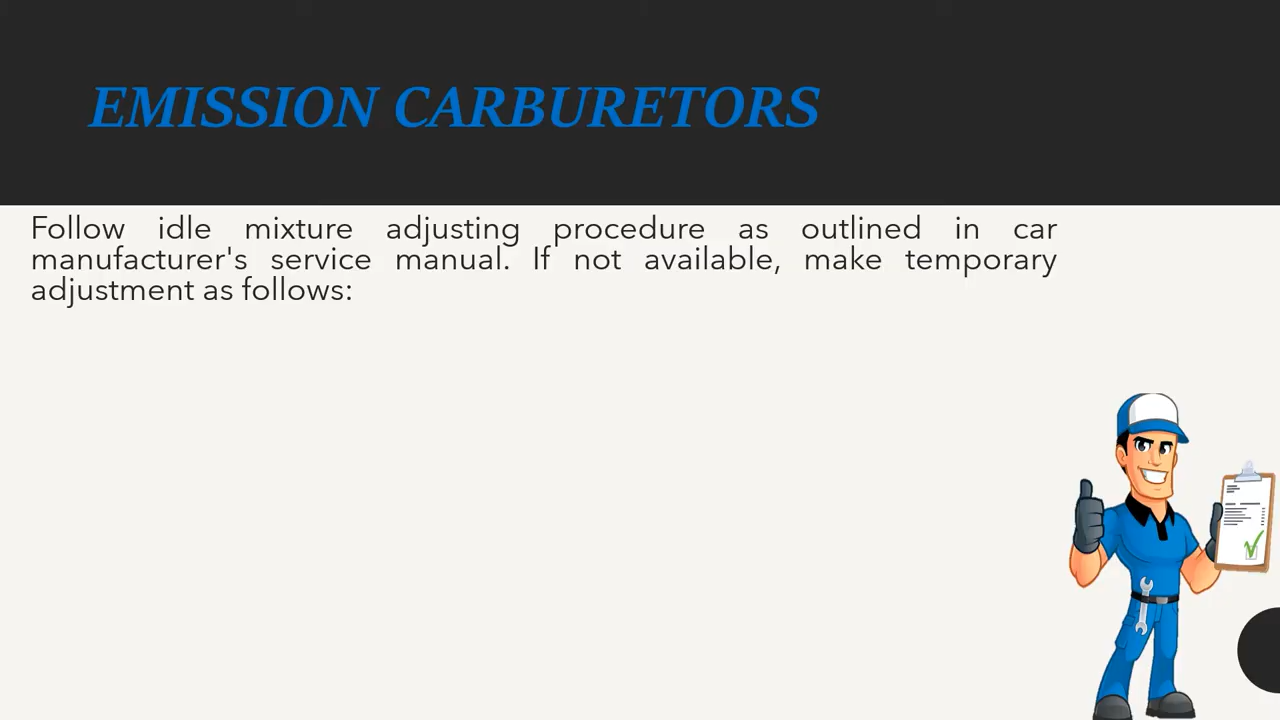 EMISSION CARBURETORS
Follow idle mixture adjusting procedure as outlined in car
manufacturer's service manual. If not available, make temporary
adjustment as follows: